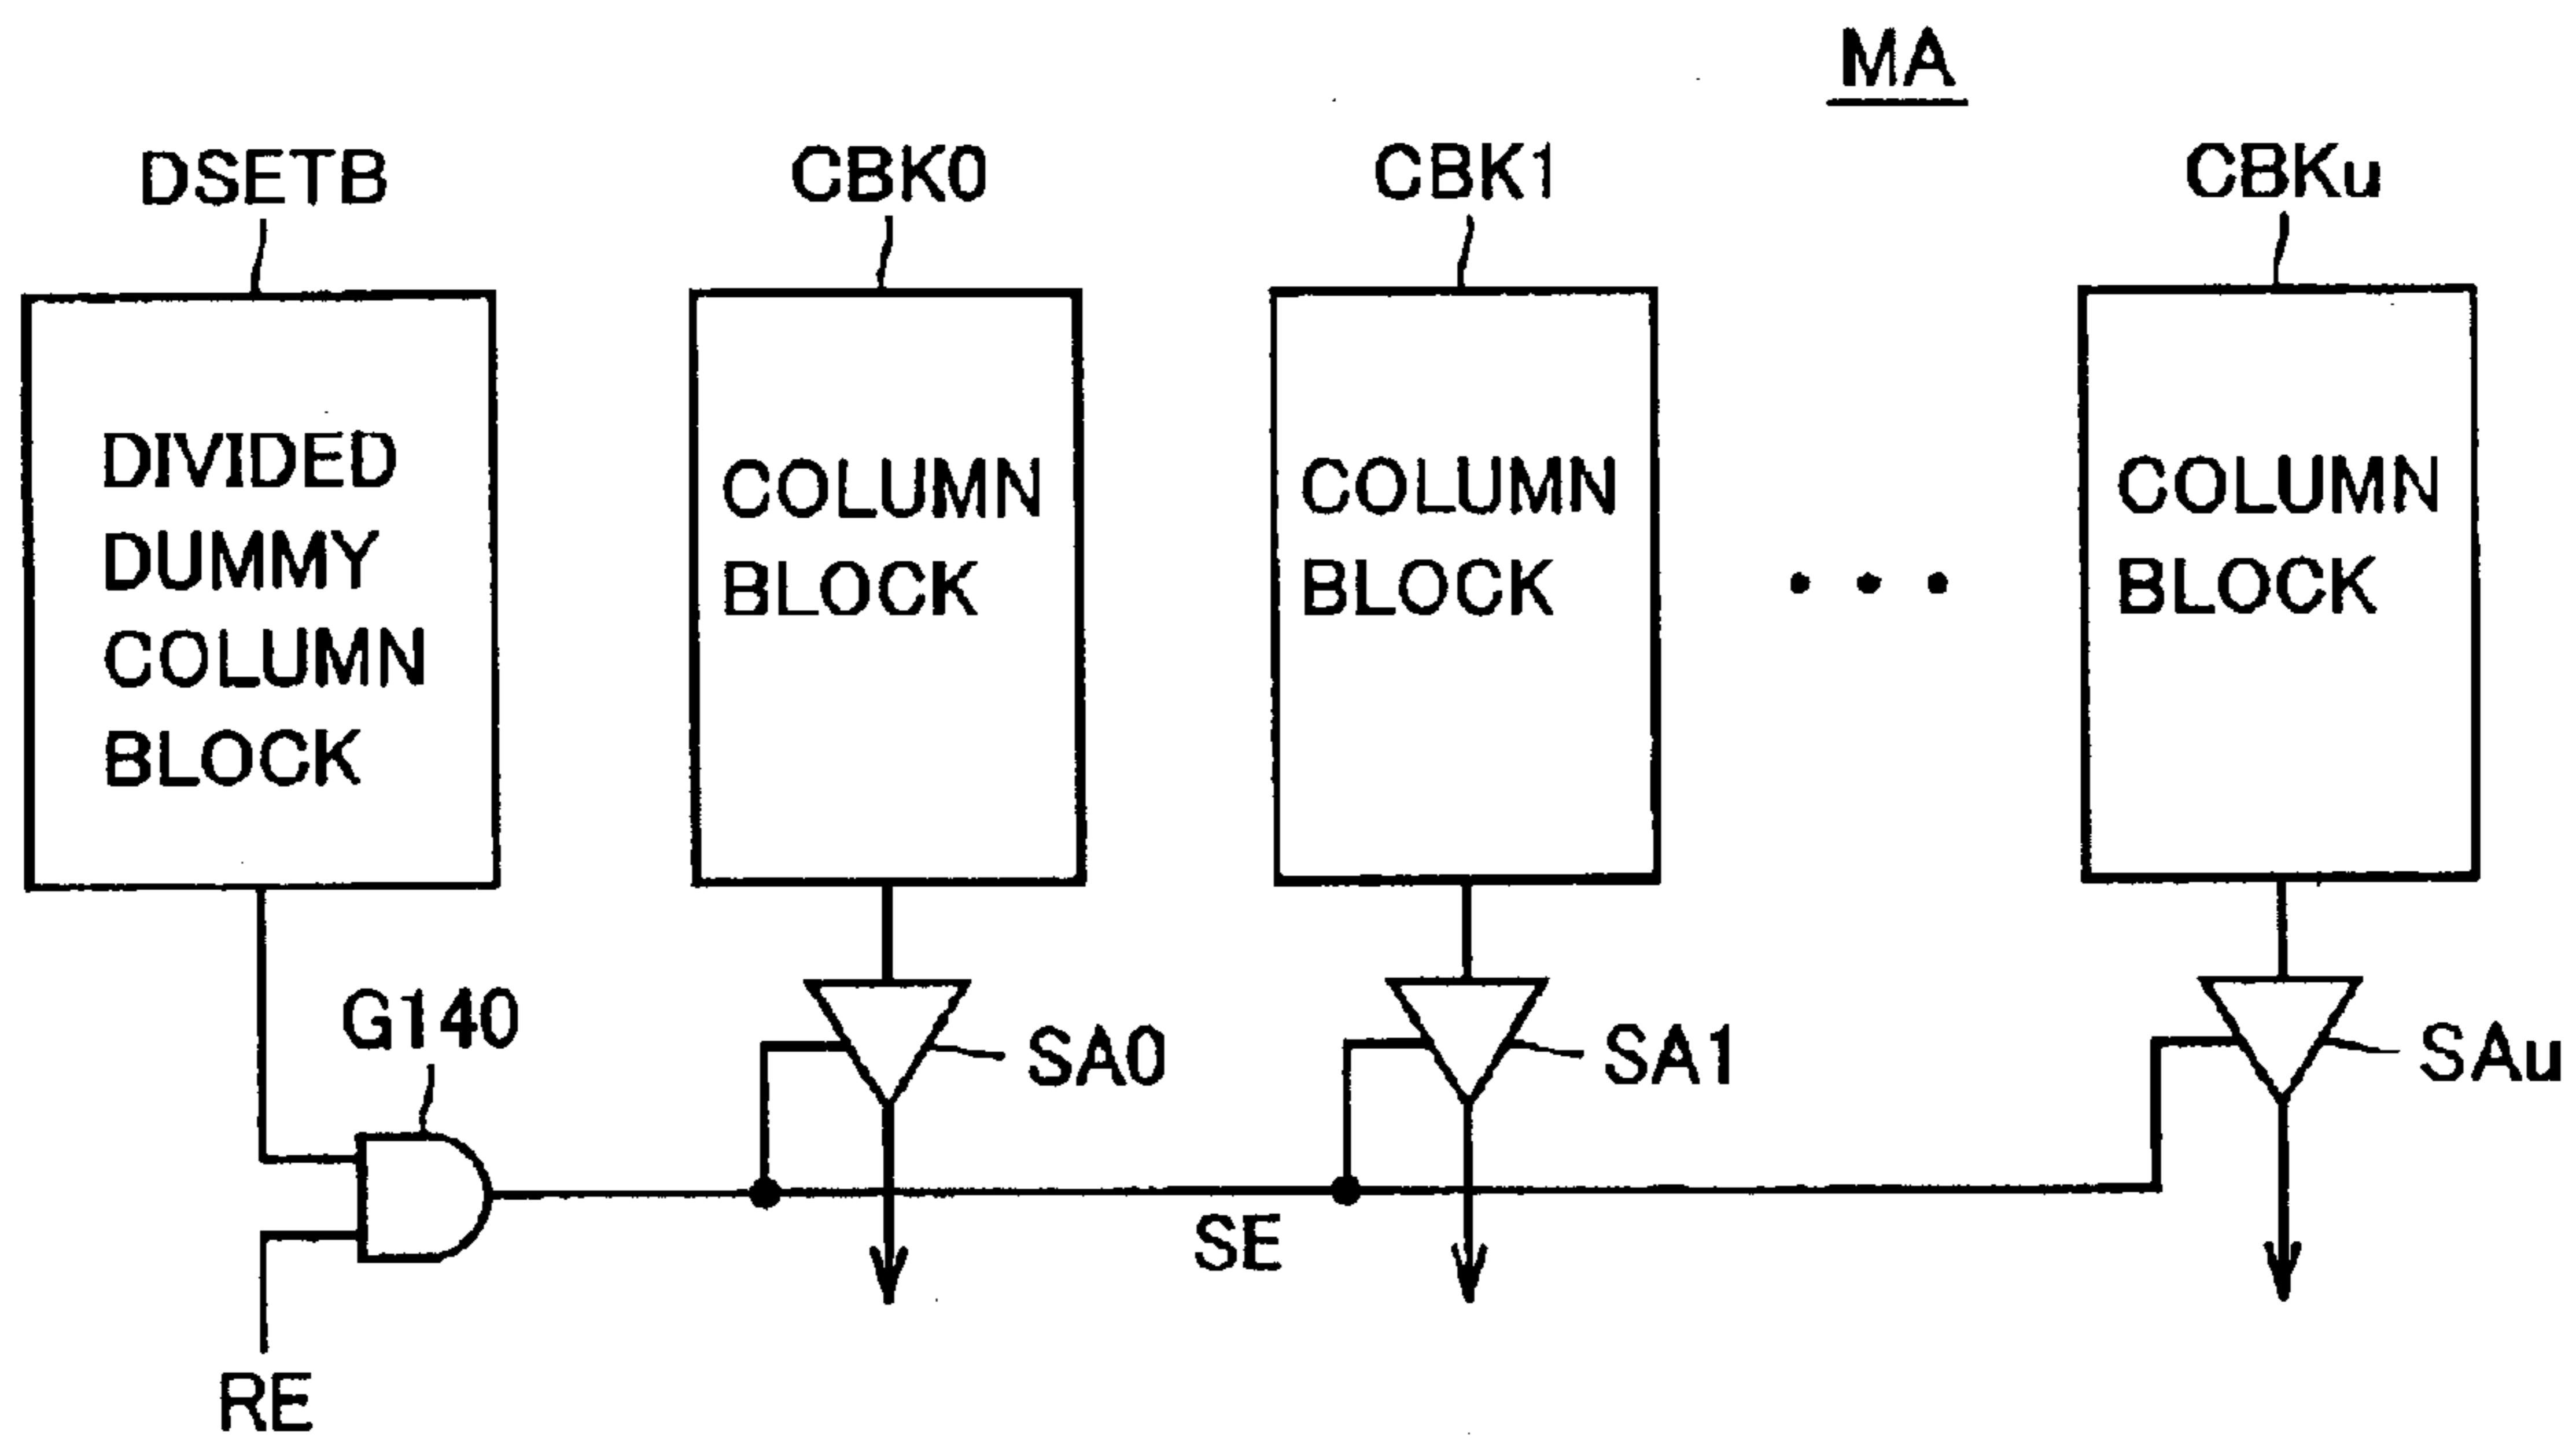 MA
DSETB
CBK0
CBK1
CBKu
DIVIDED
DUMMY
COLUMN
BLOCK
COLUMN
BLOCK
COLUMN
BLOCK
COLUMN
BLOCK
G140
SA0
SA1
SAu
SE
RE